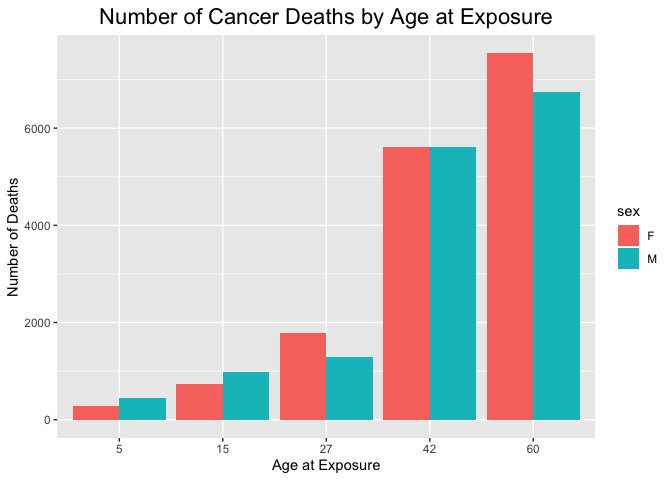 Number of Cancer Deaths by Age at Exposure
Number of Deaths
6000
4000
2000
0
5 15 27 42 60
Age at Exposure
sex
F
M